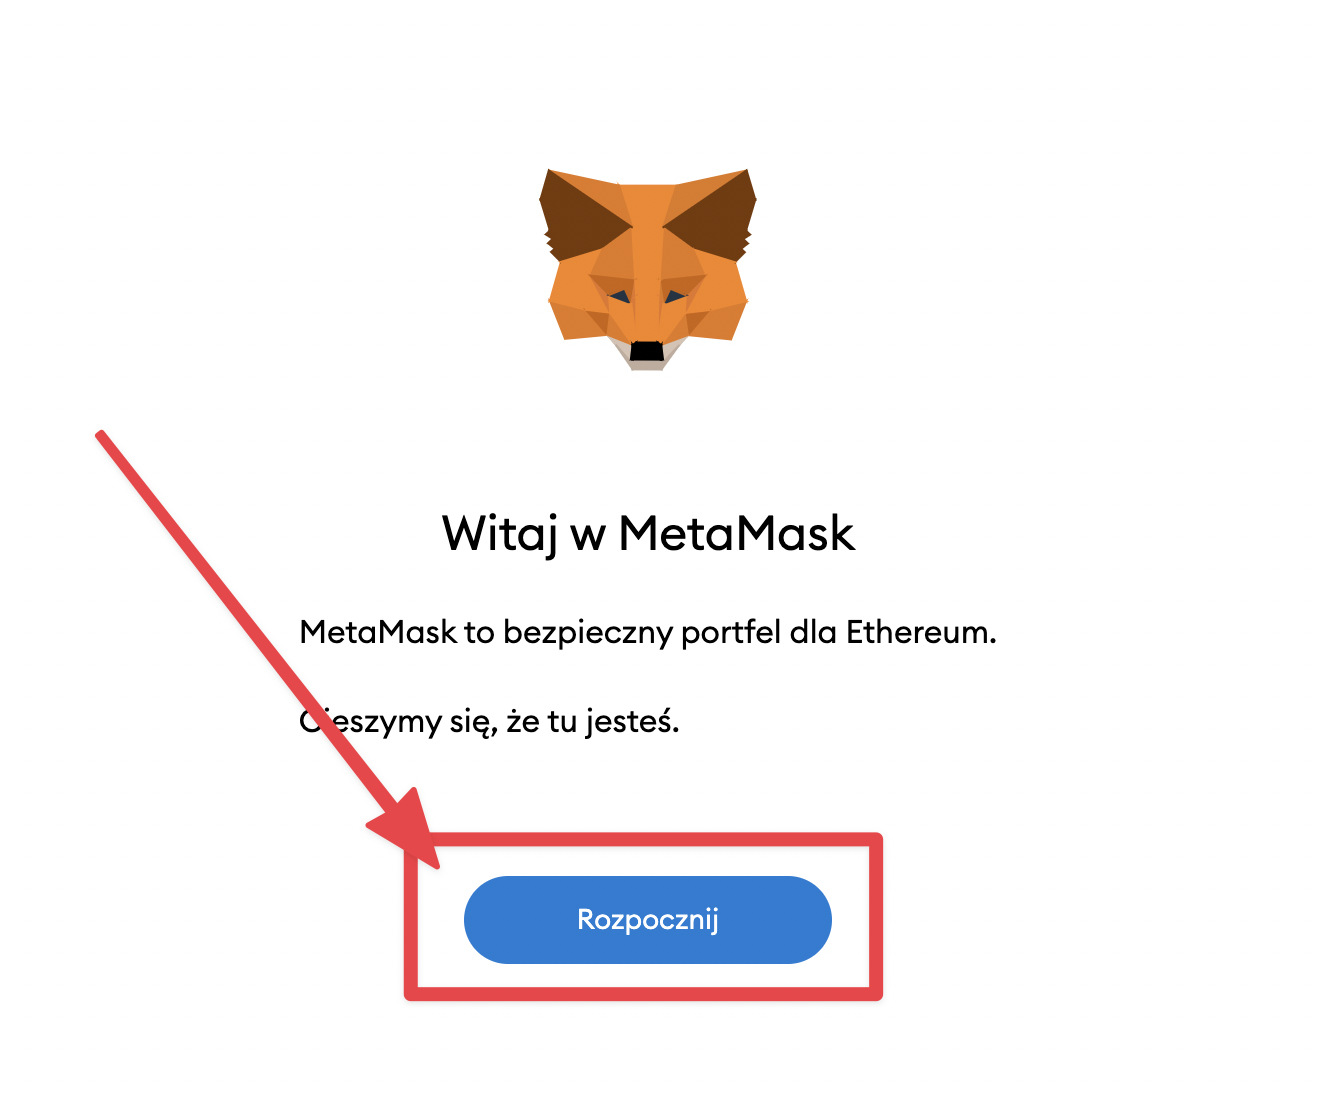 Witaj w MetaMask
MetaMask to bezpieczny portfel dla Ethereum.
Cieszymy się, że tu jesteś.
Rozpocznij